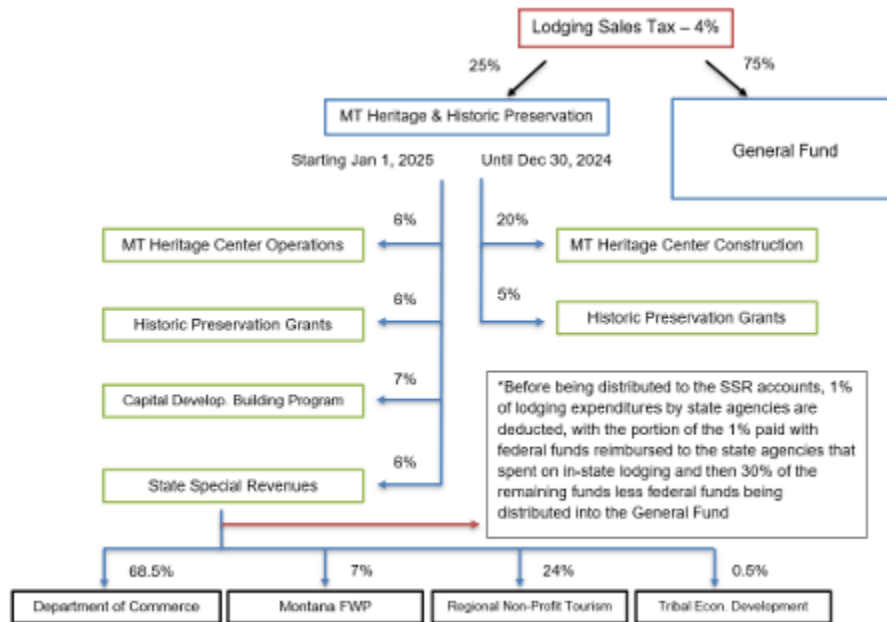 Lodging Sales Tax – 4%
25%
75%
MT Heritage & Historic Preservation
General Fund
Starting Jan 1, 2025
Until Dec 30, 2024
6%
20%
MT Heritage Center Operations
MT Heritage Center Construction
6%
5%
Historic Preservation Grants
Historic Preservation Grants
7%
Capital Develop. Building Program
"Before being distributed to the SSR accounts, 1%
of lodging expenditures by state agencies are
deducted, with the portion of the 1% paid with
federal funds reimbursed to the state agencies that
spent on in-state lodging and then 30% of the
remaining funds less federal funds being
distributed into the General Fund
6%
State Special Revenues
68.5%
7%
24%
0.5%
Department of Commerce
Montana FWP
Regional Non-Profit Tourism
Tribal Econ. Development